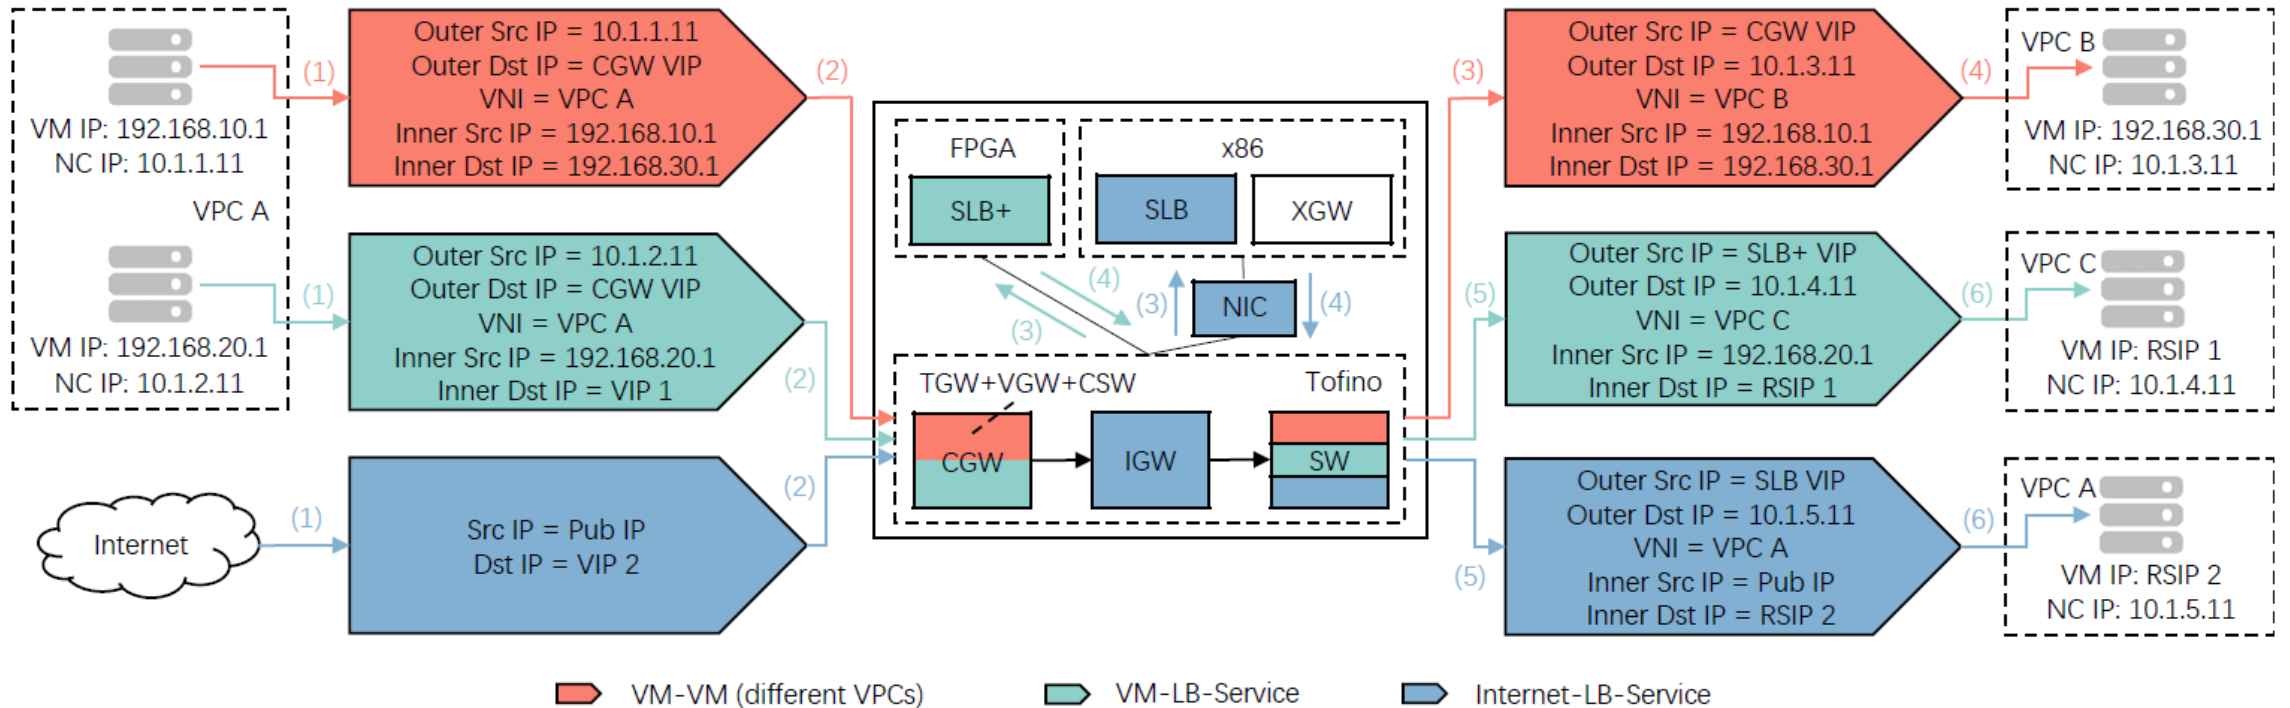 VM IP: 192.168.10.1
NC IP: 10.1.1.11
VPC A
VM IP: 192.168.20.1
NC IP: 10.1.2.11
Internet
(1)
(1)
(1)
Outer Src IP = 10.1.1.11
Outer Dst IP = CGW VIP
VNI = VPC A
Inner Src IP = 192.168.10.1
Inner Dst IP = 192.168.30.1
Outer Src IP = 10.1.2.11
Outer Dst IP = CGW VIP
VNI = VPC A
Inner Src IP = 192.168.20.1
Inner Dst IP = VIP 1
Src IP = Pub IP
Dst IP = VIP 2
(2)
(2)
(2)
FPGA
SLB+
x86
SLB
XGW
(4)
(3)
(3)
NIC
(4)
TGW+VGW+CSW
Tofino
CGW
IGW
SW
(3)
(5)
(5)
Outer Src IP = CGW VIP
Outer Dst IP = 10.1.3.11
VNI = VPC B
Inner Src IP = 192.168.10.1
Inner Dst IP = 192.168.30.1
Outer Src IP = SLB+ VIP
Outer Dst IP = 10.1.4.11
VNI = VPC C
Inner Src IP = 192.168.20.1
Inner Dst IP = RSIP 1
Outer Src IP = SLB VIP
Outer Dst IP = 10.1.5.11
VNI = VPC A
Inner Src IP = Pub IP
Inner Dst IP = RSIP 2
(4)
(6)
(6)
VPC B
VM IP: 192.168.30.1
NC IP: 10.1.3.11
VPC C
VM IP: RSIP 1
NC IP: 10.1.4.11
VPC A
VM IP: RSIP 2
NC IP: 10.1.5.11
VM-VM (different VPCs)
VM-LB-Service
Internet-LB-Service